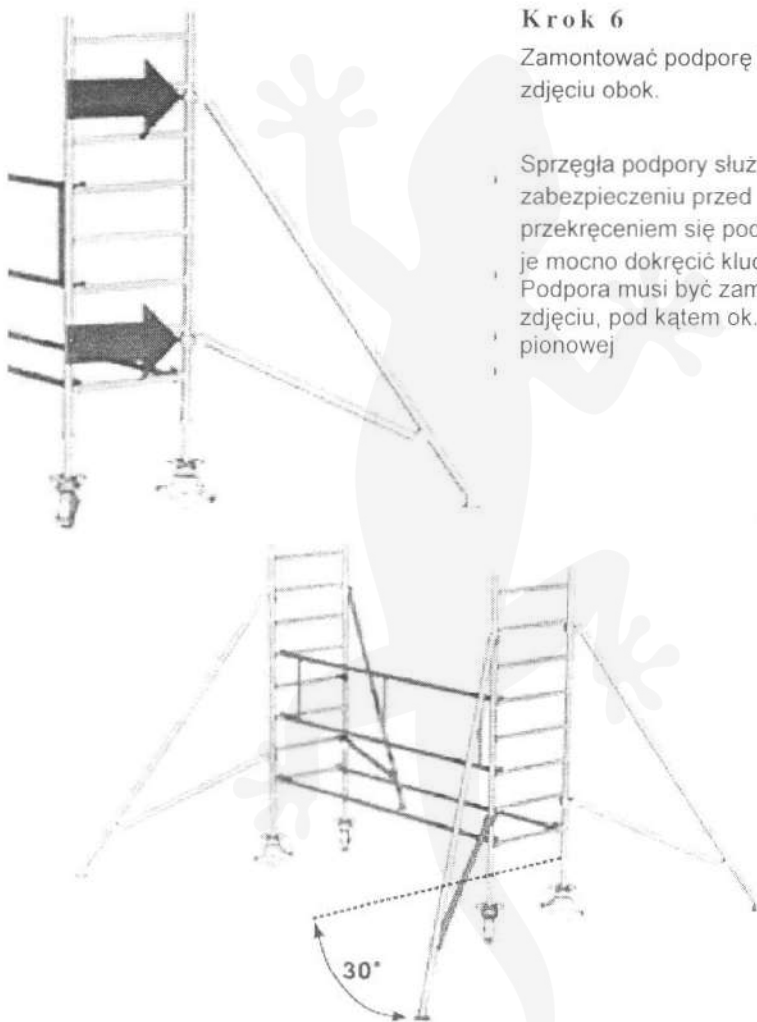 Krok 6
Zamontować podporę
zdjęciu obok.
Sprzęgła podpory służ
zabezpieczeniu przed
przekręceniem się pod
je mocno dokręcić kluc
Podpora musi być zam
zdjęciu, pod kątem ok.
pionowej
30°